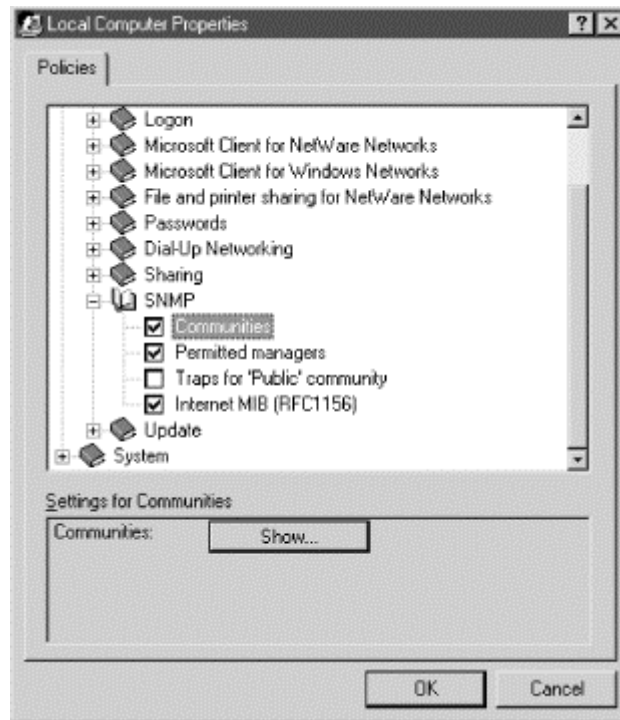 Local Computer Properties
Policies
Logon
Microsoft Client for NetWare Networks
Microsoft Client for Windows Networks
File and printer sharing for NetWare Networks
Passwords
Dial-Up Networking
Sharing
SNMP
Communities
Permitted managers
Traps for 'Public' community
Internet MIB (RFC1156)
Update
System
Settings for Communities
Communities: Show...
OK Cancel